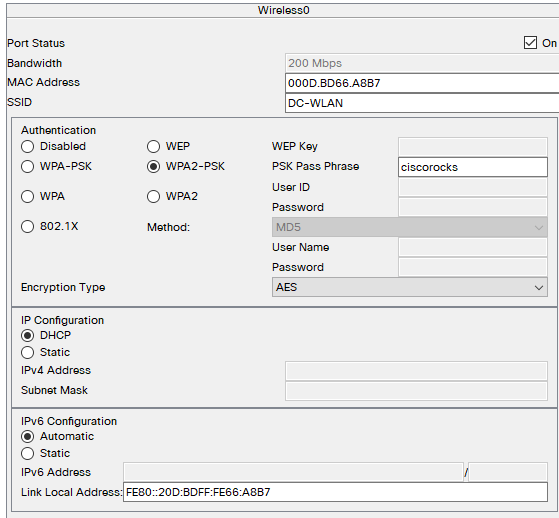 Wireless0
Port Status On
Bandwidth 200 Mbps
MAC Address 000D.BD66.A8B7
SSID DC-WLAN
Authentication
Disabled WEP WEP Key
WPA-PSK WPA2-PSK PSK Pass Phrase ciscorocks
User ID
WPA WPA2 Password
802.1X Method: MD5
User Name
Password
Encryption Type AES
IP Configuration
DHCP
Static
IPv4 Address
Subnet Mask
IPv6 Configuration
Automatic
Static
IPv6 Address /
Link Local Address: FE80::20D:BDFF:FE66:A8B7